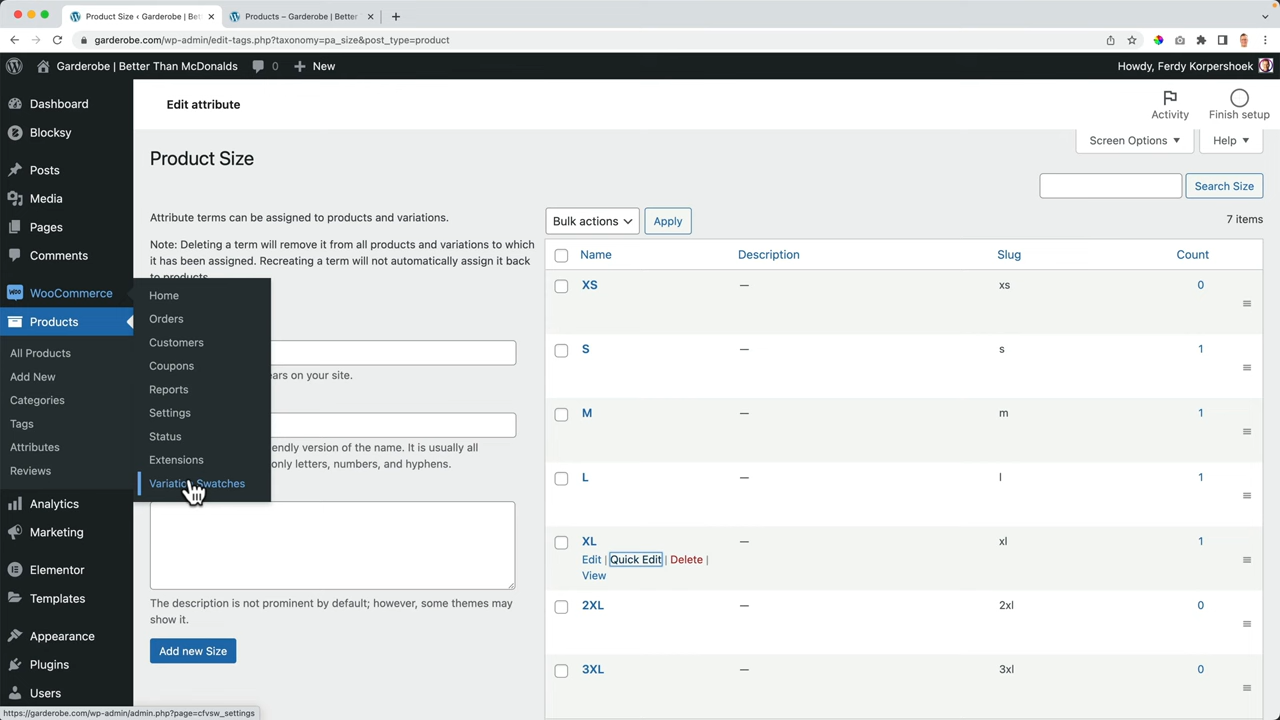 Product Size ‹ Garderobe | Bet
Products – Garderobe | Better
garderobe.com/wp-admin/edit-tags.php?taxonomy=pa_size&post_type=product
Garderobe | Better Than McDonalds
0
New
Howdy, Ferdy Korpershoek
Dashboard
Blocksy
Posts
Media
Pages
Comments
WooCommerce
Products
All Products
Add New
Categories
Tags
Attributes
Reviews
Analytics
Marketing
Elementor
Templates
Appearance
Plugins
Users
Home
Orders
Customers
Coupons
Reports
Settings
Status
Extensions
Variation Swatches
Edit attribute
Activity
Finish setup
Screen Options
Help
Product Size
Search Size
Attribute terms can be assigned to products and variations.
Note: Deleting a term will remove it from all products and variations to which
it has been assigned. Recreating a term will not automatically assign it back
to products.
ears on your site.
endly version of the name. It is usually all
only letters, numbers, and hyphens.
The description is not prominent by default; however, some themes may
show it.
Add new Size
Bulk actions
Apply
7 items
Name Description Slug Count
XS — xs 0
S — s 1
M — m 1
L — l 1
XL — xl 1
Edit | Quick Edit | Delete |
View
2XL — 2xl 0
3XL — 3xl 0
https://garderobe.com/wp-admin/admin.php?page=cfvsw_settings